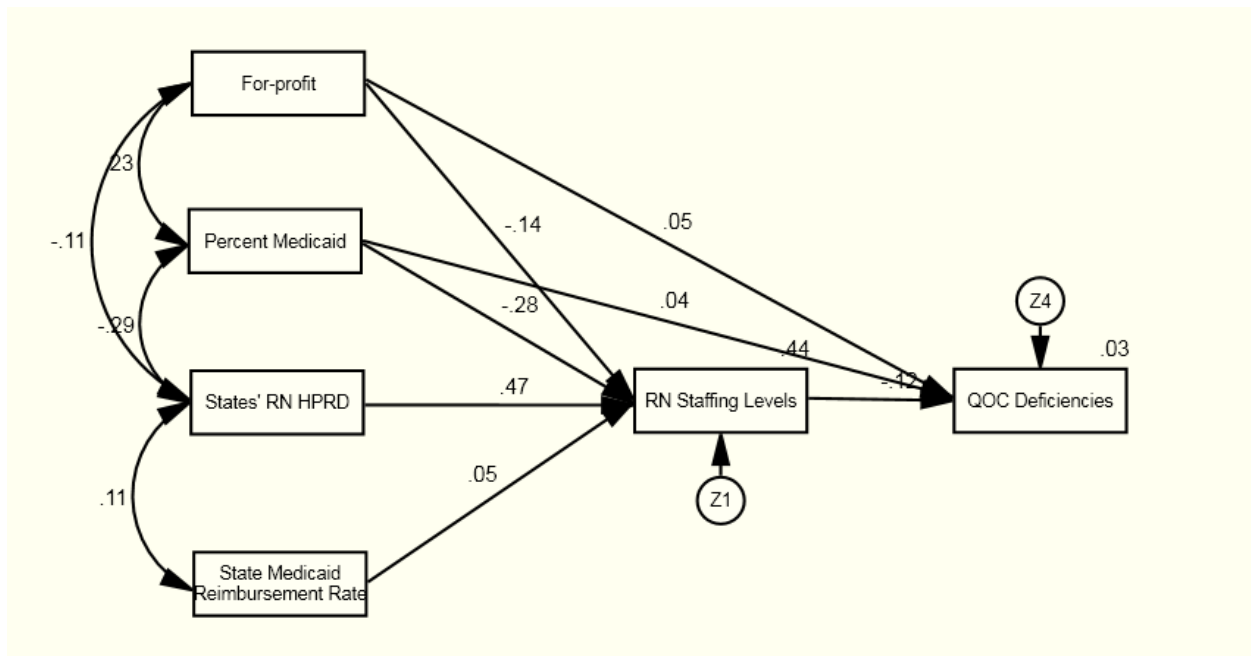 For-profit
.23
-.14
.05
-.11
Percent Medicaid
-.28
.04
Z4
-.29
.44
.03
States' RN HPRD
.47
RN Staffing Levels
-.12
QOC Deficiencies
.05
.11
Z1
State Medicaid
Reimbursement Rate